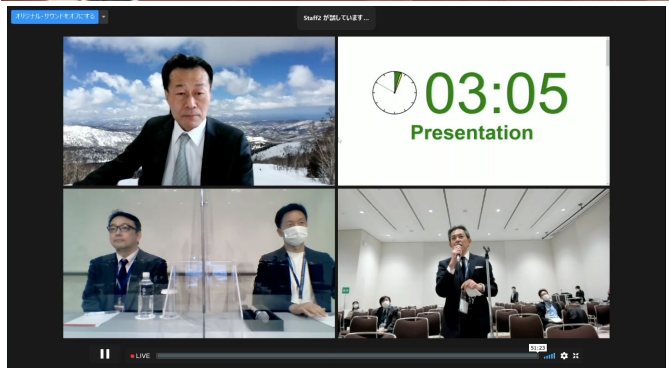 オリジナル・サウンドをオフにする
Staff2 が話しています...
03:05
Presentation
LIVE
51:23